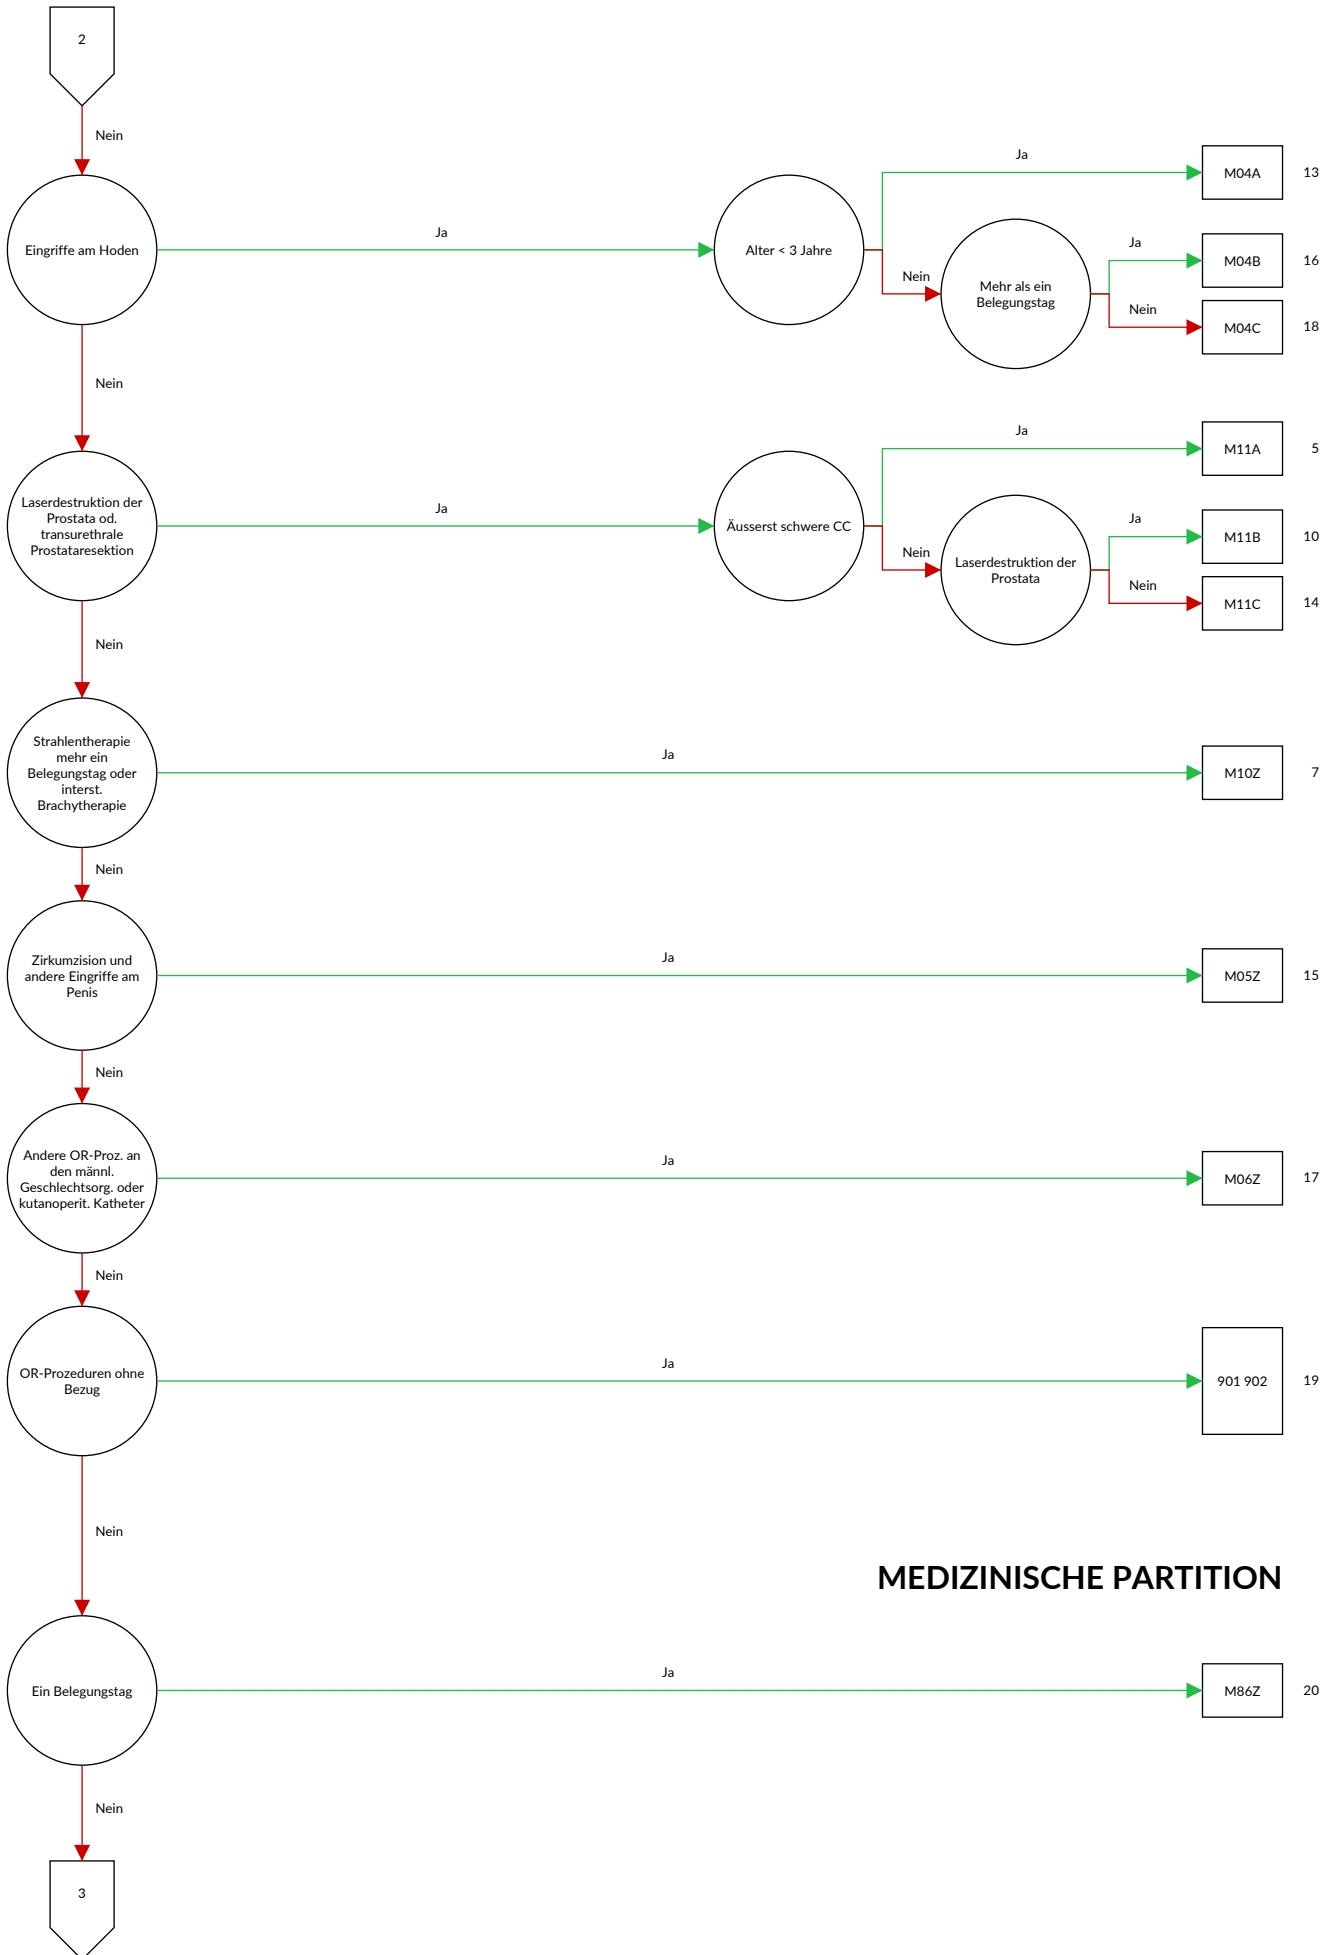 2
Nein
Ja
M04A
13
Eingriffe am Hoden
Ja
Alter < 3 Jahre
Nein
Mehr als ein
Belegungstag
Ja
M04B
16
Nein
M04C
18
Nein
Ja
M11A
5
Laserdestruktion der
Prostata od.
transurethrale
Prostataresektion
Ja
Äusserst schwere CC
Nein
Laserdestruktion der
Prostata
Ja
M11B
10
Nein
M11C
14
Nein
Strahlentherapie
mehr ein
Belegungstag oder
interst.
Brachytherapie
Ja
M10Z
7
Nein
Zirkumzision und
andere Eingriffe am
Penis
Ja
M05Z
15
Nein
Andere OR-Proz. an
den männl.
Geschlechtsorg. oder
kutanoperit. Katheter
Ja
M06Z
17
Nein
OR-Prozeduren ohne
Bezug
Ja
901 902
19
Nein
MEDIZINISCHE PARTITION
Ein Belegungstag
Ja
M86Z
20
Nein
3